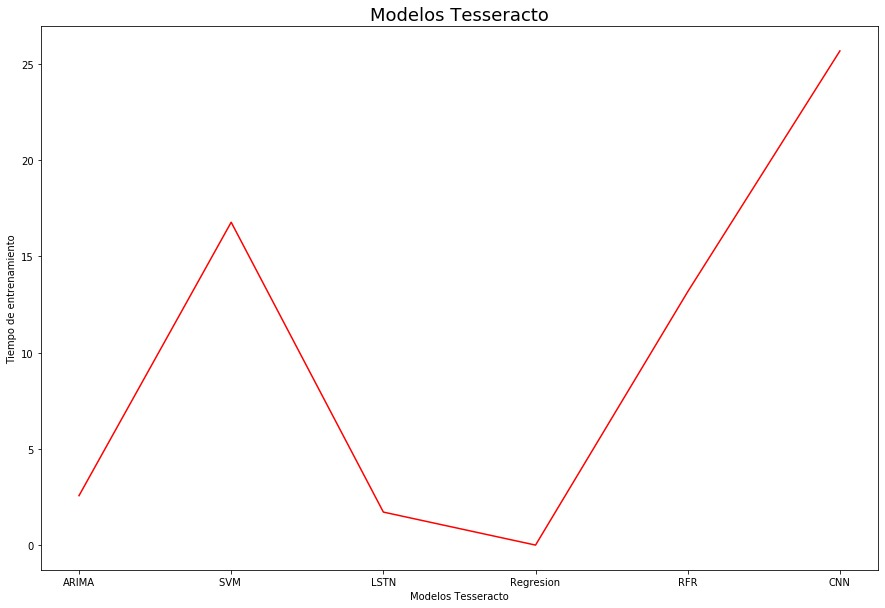 Modelos Tesseracto
25
20
15
10
5
0
Tiempo de entrenamiento
ARIMA SVM LSTN Regresion RFR CNN
Modelos Tesseracto